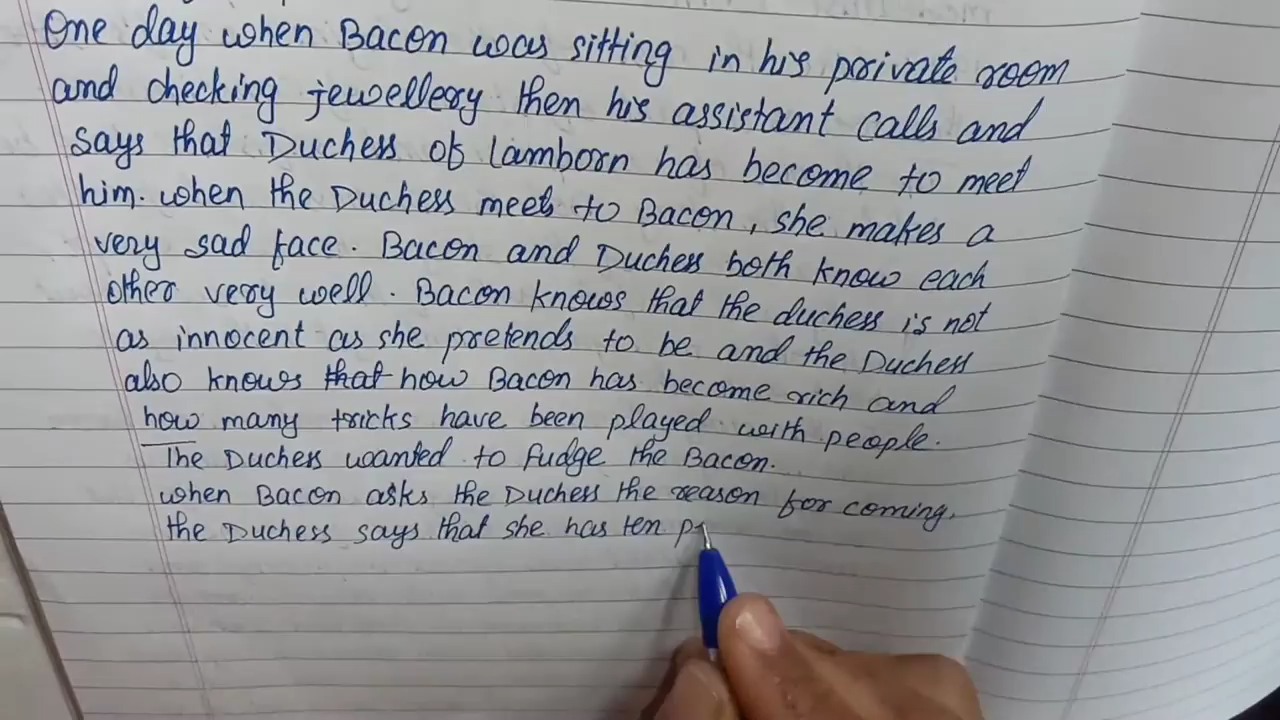 One day when Bacon was sitting in his private room
and checking jewellery then his assistant calls and
says that Duchess of Lamborn has become to meet
him. when the Duchess meets to Bacon, she makes a
very sad face. Bacon and Duchess both know each
other very well. Bacon knows that the duchess is not
as innocent as she pretends to be and the Duchess
also knows that how Bacon has become rich and
how many tricks have been played with people.
The Duchess wanted to fudge the Bacon.
when Bacon asks the Duchess the reason for coming,
the Duchess says that she has ten